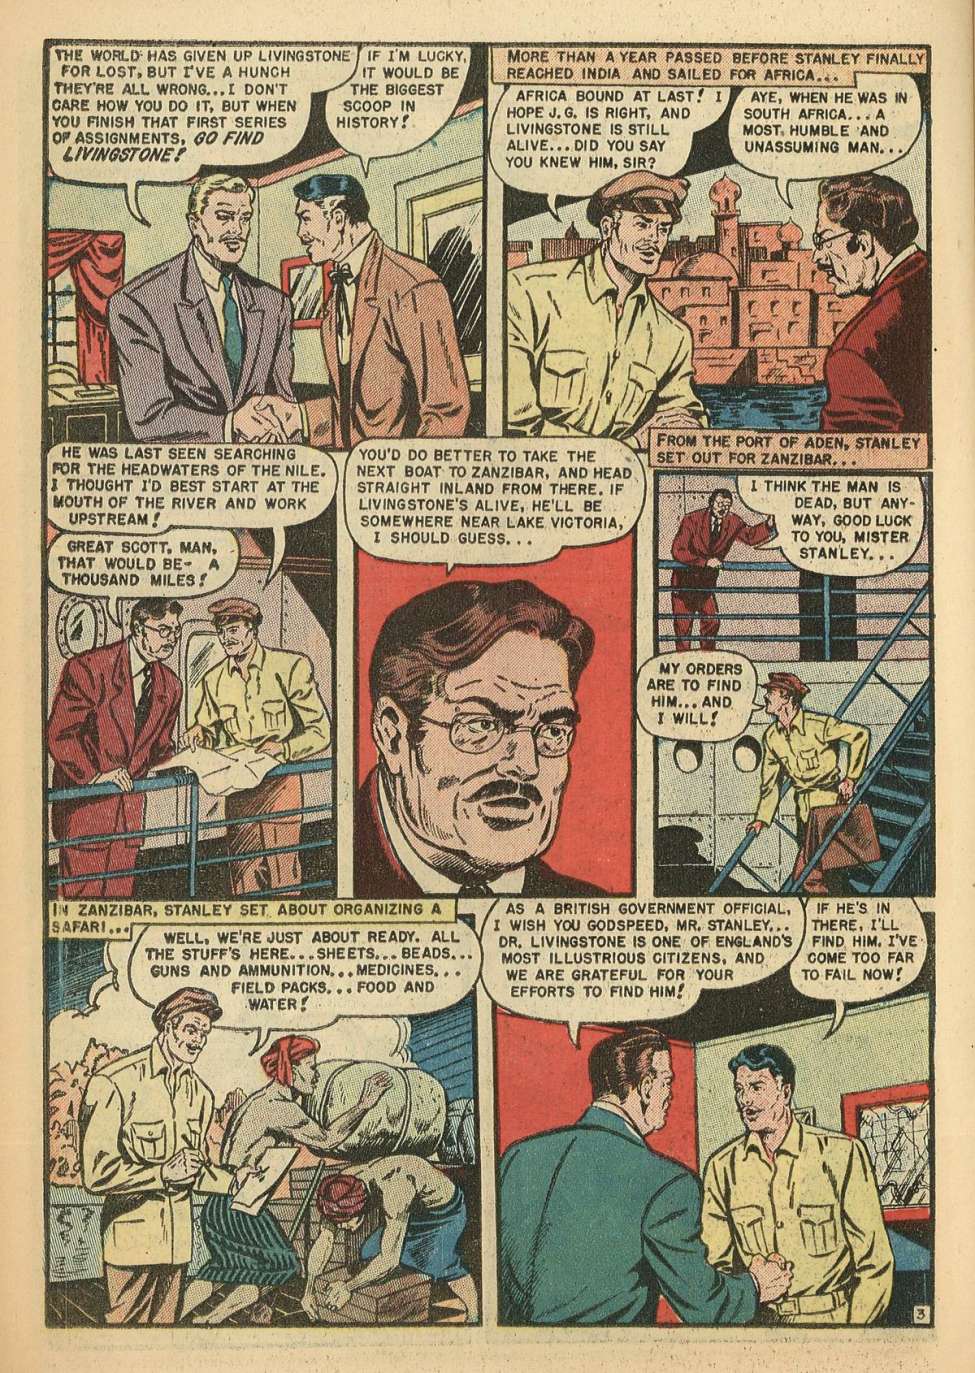 THE WORLD HAS GIVEN UP LIVINGSTONE
FOR LOST, BUT I'VE A HUNCH
THEY'RE ALL WRONG... I DON'T
CARE HOW YOU DO IT, BUT WHEN
YOU FINISH THAT FIRST SERIES
OF ASSIGNMENTS, GO FIND
LIVINGSTONE!
IF I'M LUCKY,
IT WOULD BE
THE BIGGEST
SCOOP IN
HISTORY!
MORE THAN A YEAR PASSED BEFORE STANLEY FINALLY
REACHED INDIA AND SAILED FOR AFRICA...
AFRICA BOUND AT LAST! I
HOPE J.G. IS RIGHT, AND
LIVINGSTONE IS STILL
ALIVE... DID YOU SAY
YOU KNEW HIM, SIR?
AYE, WHEN HE WAS IN
SOUTH AFRICA... A
MOST, HUMBLE AND
UNASSUMING MAN...
HE WAS LAST SEEN SEARCHING
FOR THE HEADWATERS OF THE NILE.
I THOUGHT I'D BEST START AT THE
MOUTH OF THE RIVER AND WORK
UPSTREAM!
GREAT SCOTT, MAN,
THAT WOULD BE- A
THOUSAND MILES!
YOU'D DO BETTER TO TAKE THE
NEXT BOAT TO ZANZIBAR, AND HEAD
STRAIGHT INLAND FROM THERE. IF
LIVINGSTONE'S ALIVE, HE'LL BE
SOMEWHERE NEAR LAKE VICTORIA,
I SHOULD GUESS...
FROM THE PORT OF ADEN, STANLEY
SET OUT FOR ZANZIBAR...
I THINK THE MAN IS
DEAD, BUT ANY-
WAY, GOOD LUCK
TO YOU, MISTER
STANLEY...
MY ORDERS
ARE TO FIND
HIM... AND
I WILL!
IN ZANZIBAR, STANLEY SET ABOUT ORGANIZING A
SAFARI...
WELL, WE'RE JUST ABOUT READY. ALL
THE STUFF'S HERE... SHEETS... BEADS...
GUNS AND AMMUNITION... MEDICINES...
FIELD PACKS... FOOD AND
WATER!
AS A BRITISH GOVERNMENT OFFICIAL,
I WISH YOU GODSPEED, MR. STANLEY...
DR. LIVINGSTONE IS ONE OF ENGLAND'S
MOST ILLUSTRIOUS CITIZENS, AND
WE ARE GRATEFUL FOR YOUR
EFFORTS TO FIND HIM!
IF HE'S IN
THERE, I'LL
FIND HIM. I'VE
COME TOO FAR
TO FAIL NOW!
3